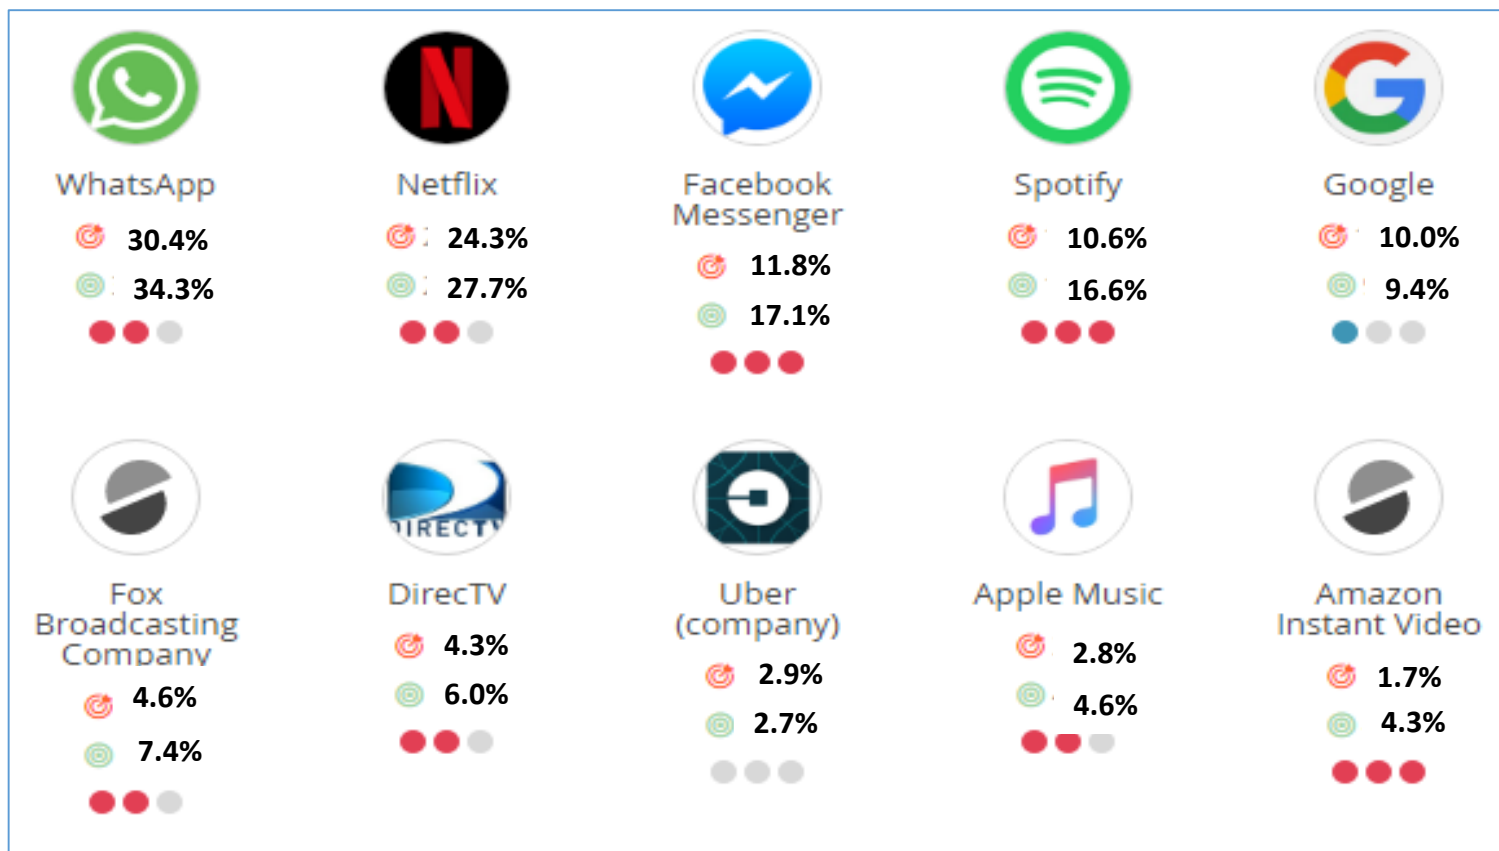 WhatsApp
30.4%
34.3%
Netflix
24.3%
27.7%
Facebook
Messenger
11.8%
17.1%
Spotify
10.6%
16.6%
Google
10.0%
9.4%
Fox
Broadcasting
Company
4.6%
7.4%
DIRECTV
DirecTV
4.3%
6.0%
Uber
(company)
2.9%
2.7%
Apple Music
2.8%
4.6%
Amazon
Instant Video
1.7%
4.3%